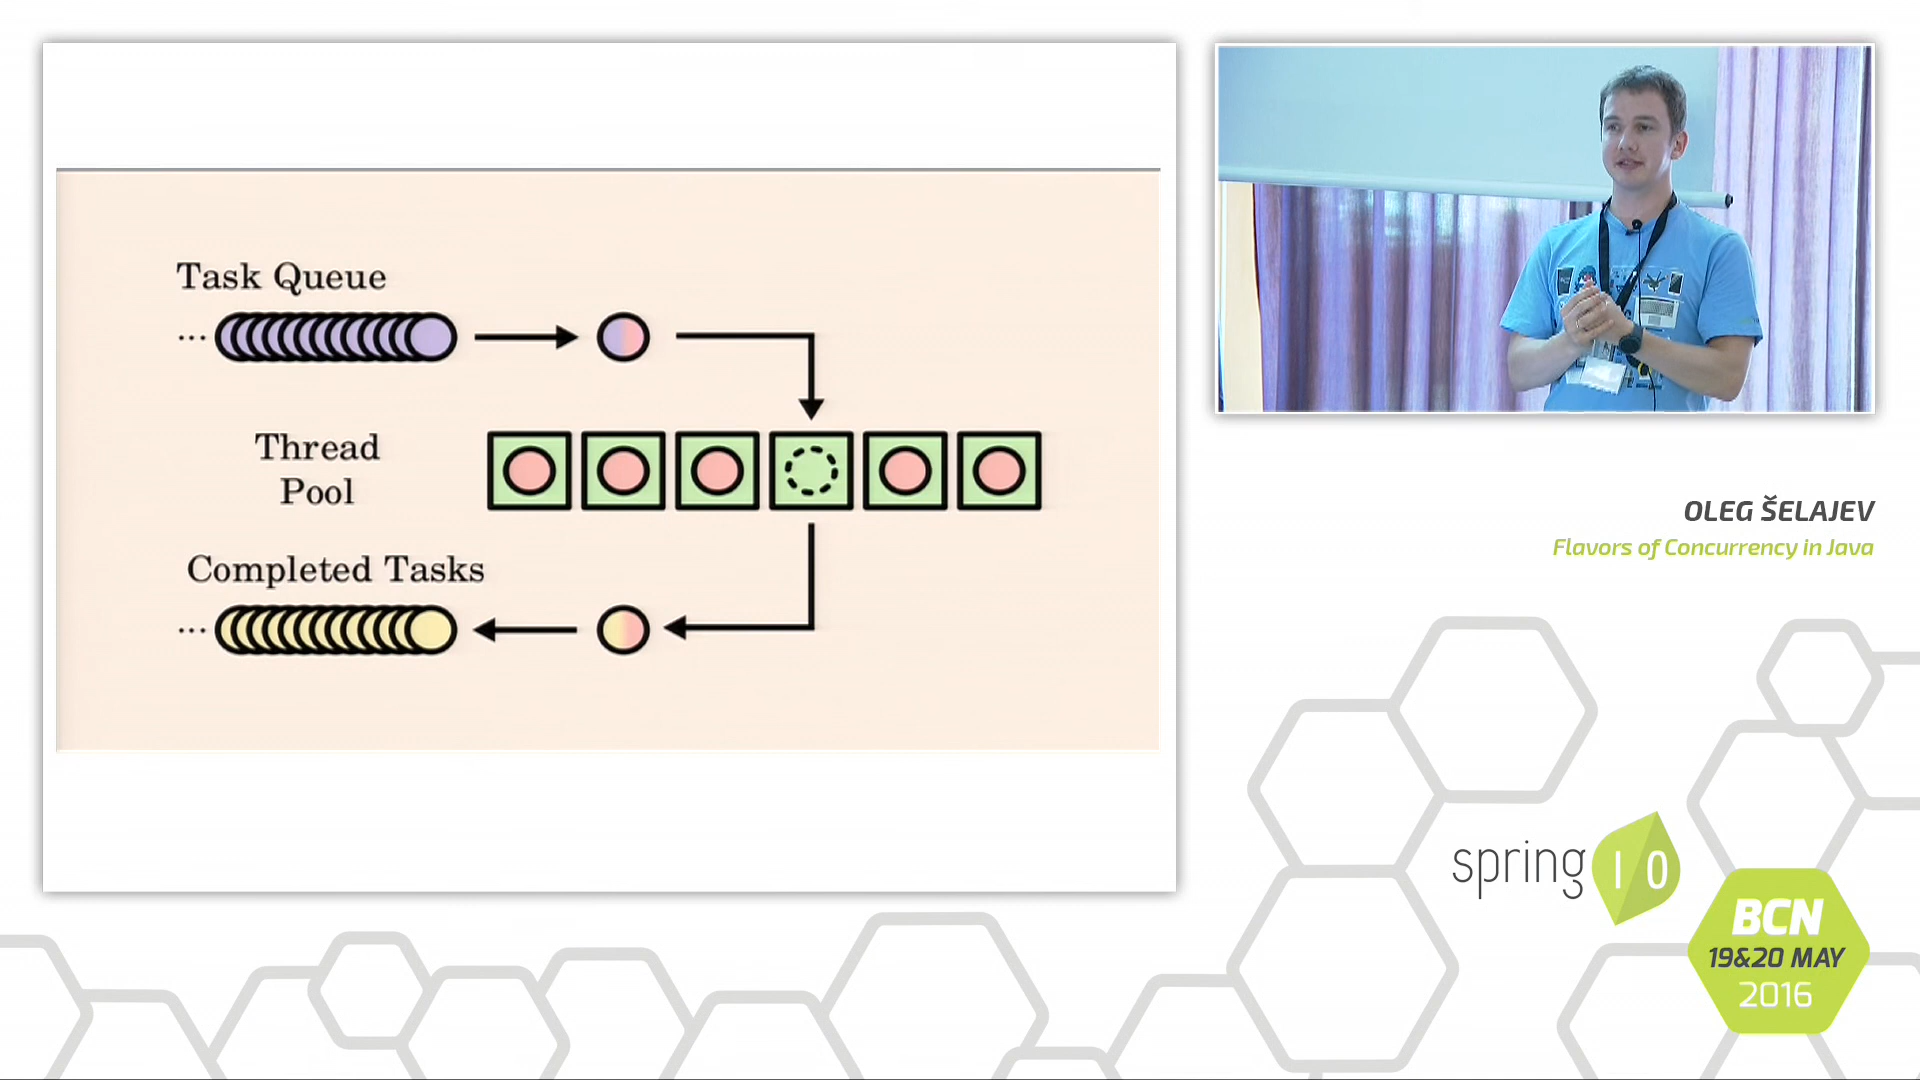 Task Queue
...
Thread
Pool
Completed Tasks
...
OLEG ŠELAJEV
Flavors of Concurrency in Java
spring I O
BCN
19&20 MAY
2016